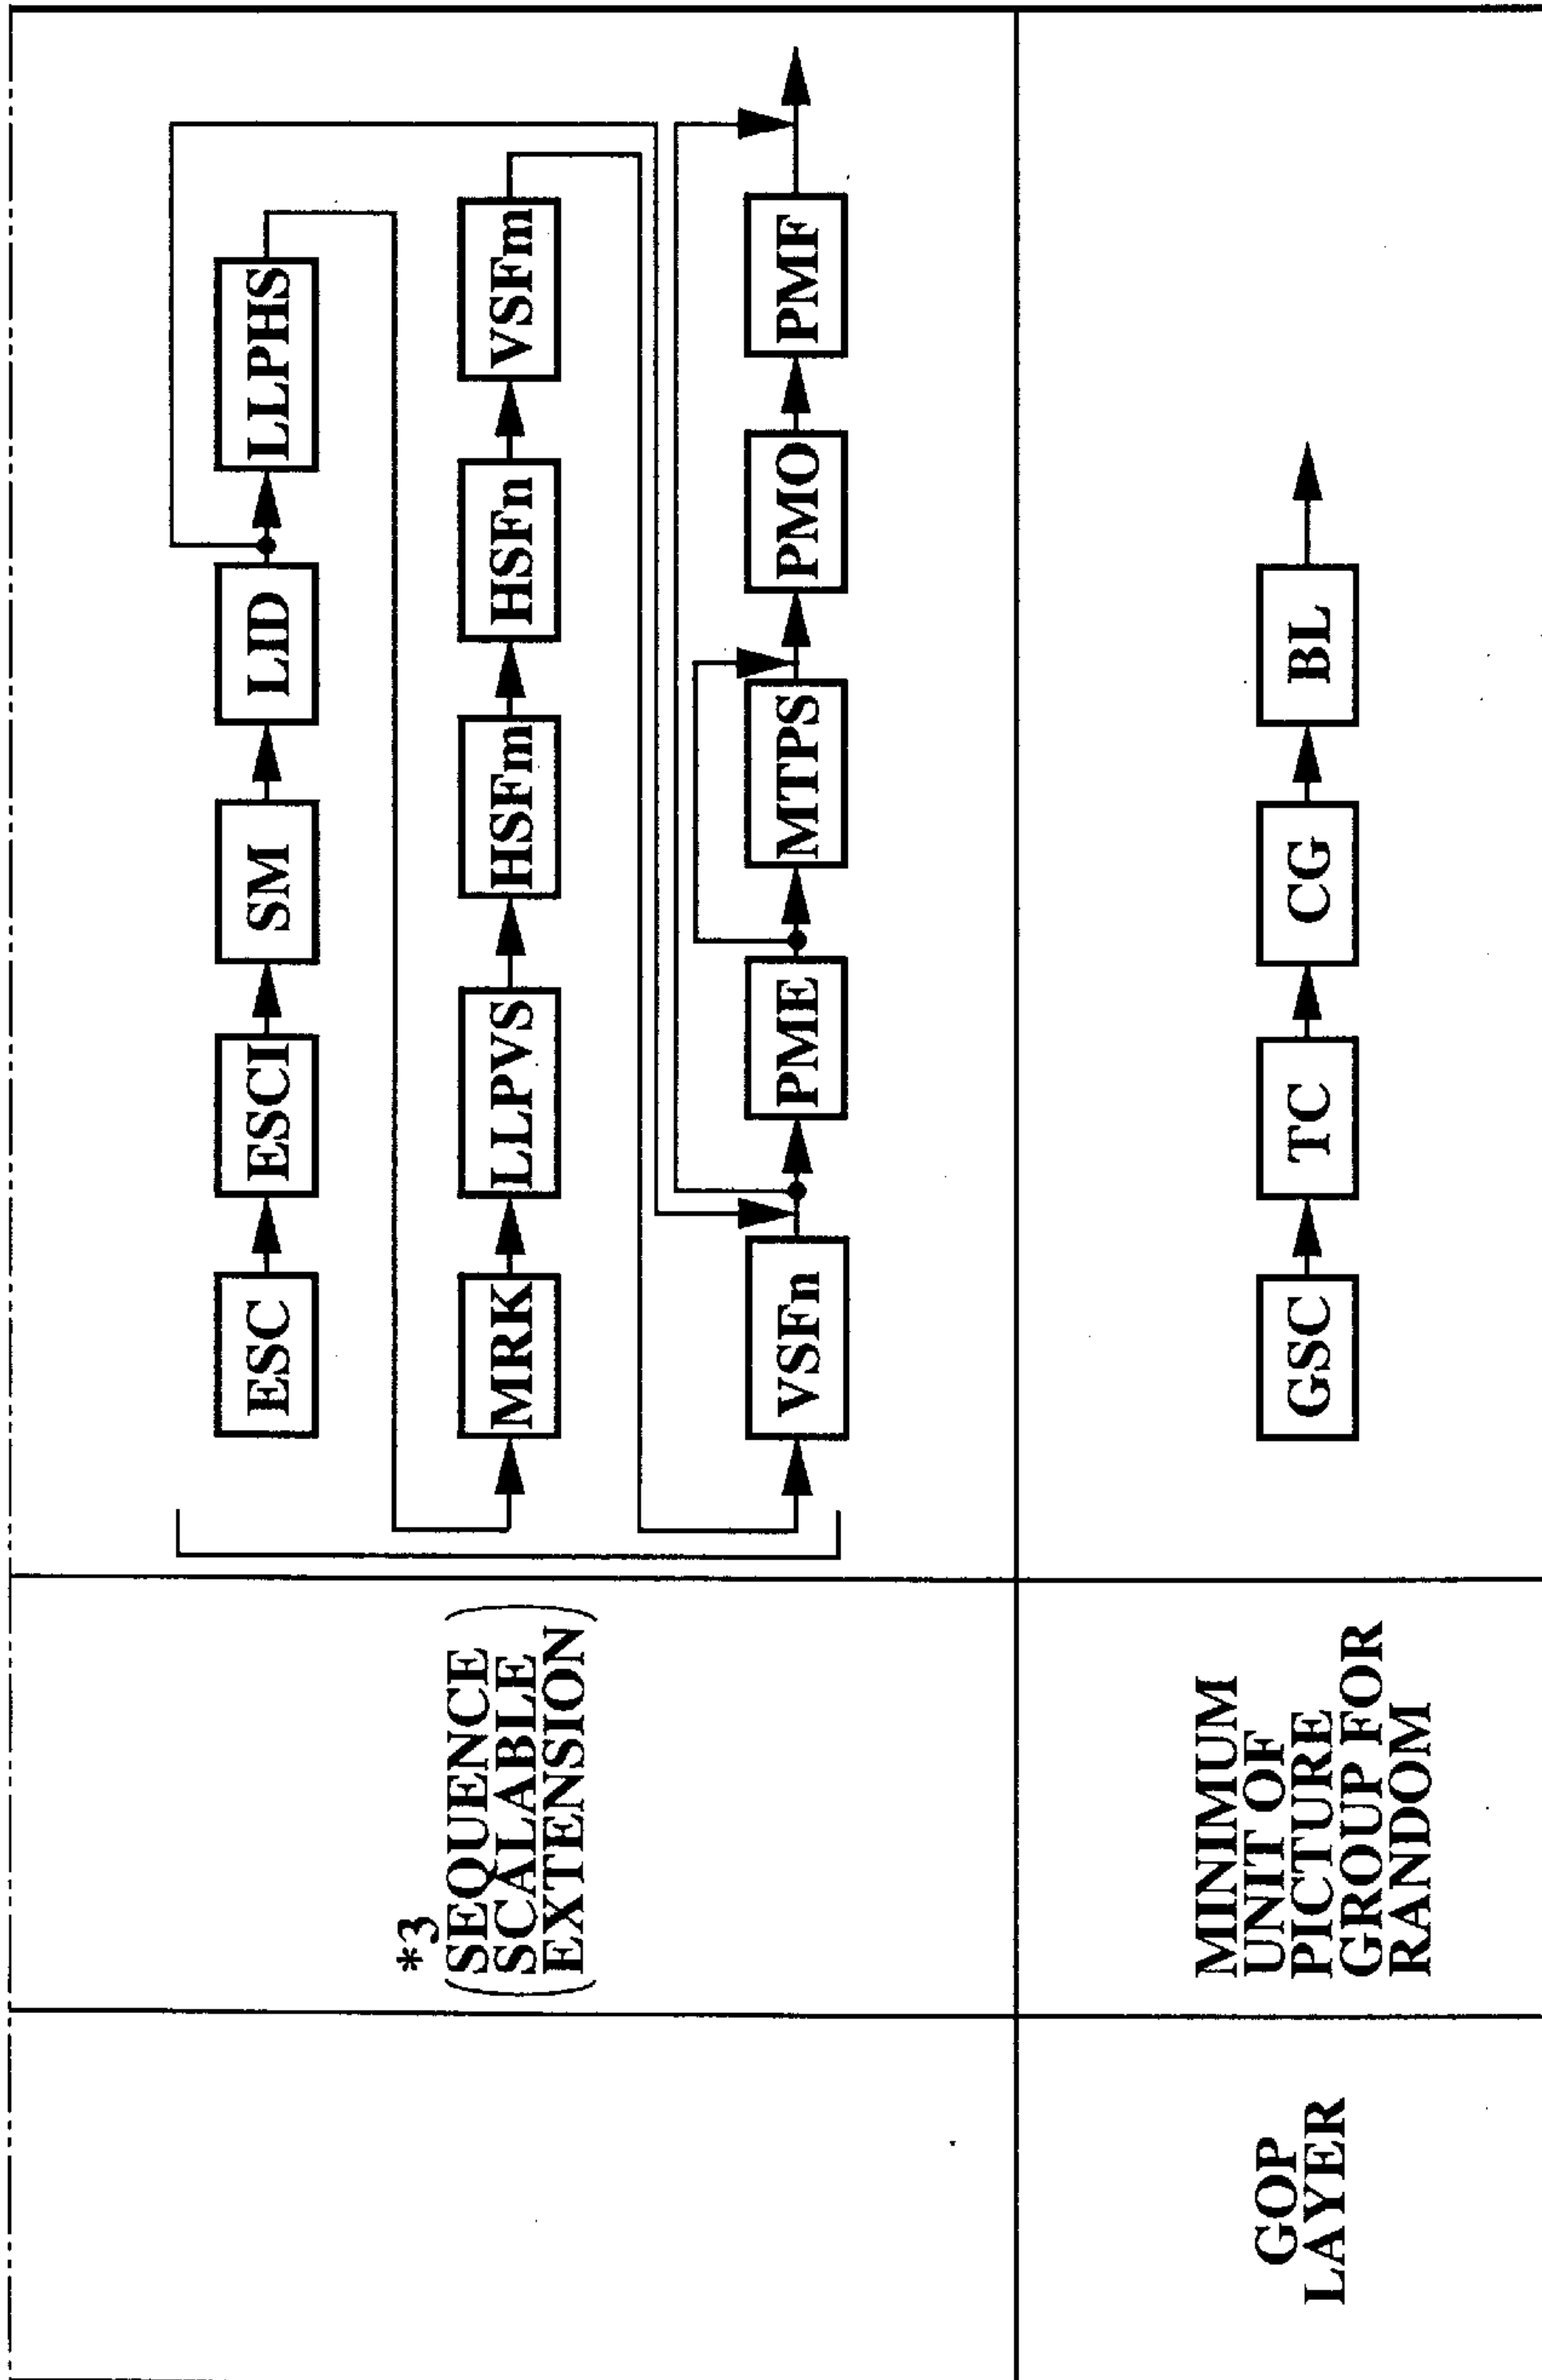 *3
(SEQUENCE
SCALABLE
EXTENSION)
ESC
ESCI
SM
LID
LLPHS
MRK
LLPVS
HSFm
HSFn
VSFm
VSFn
PME
MTPS
PMO
PMF
GOP
LAYER
MINIMUM
UNIT OF
PICTURE
GROUP FOR
RANDOM
GSC
TC
CG
BL